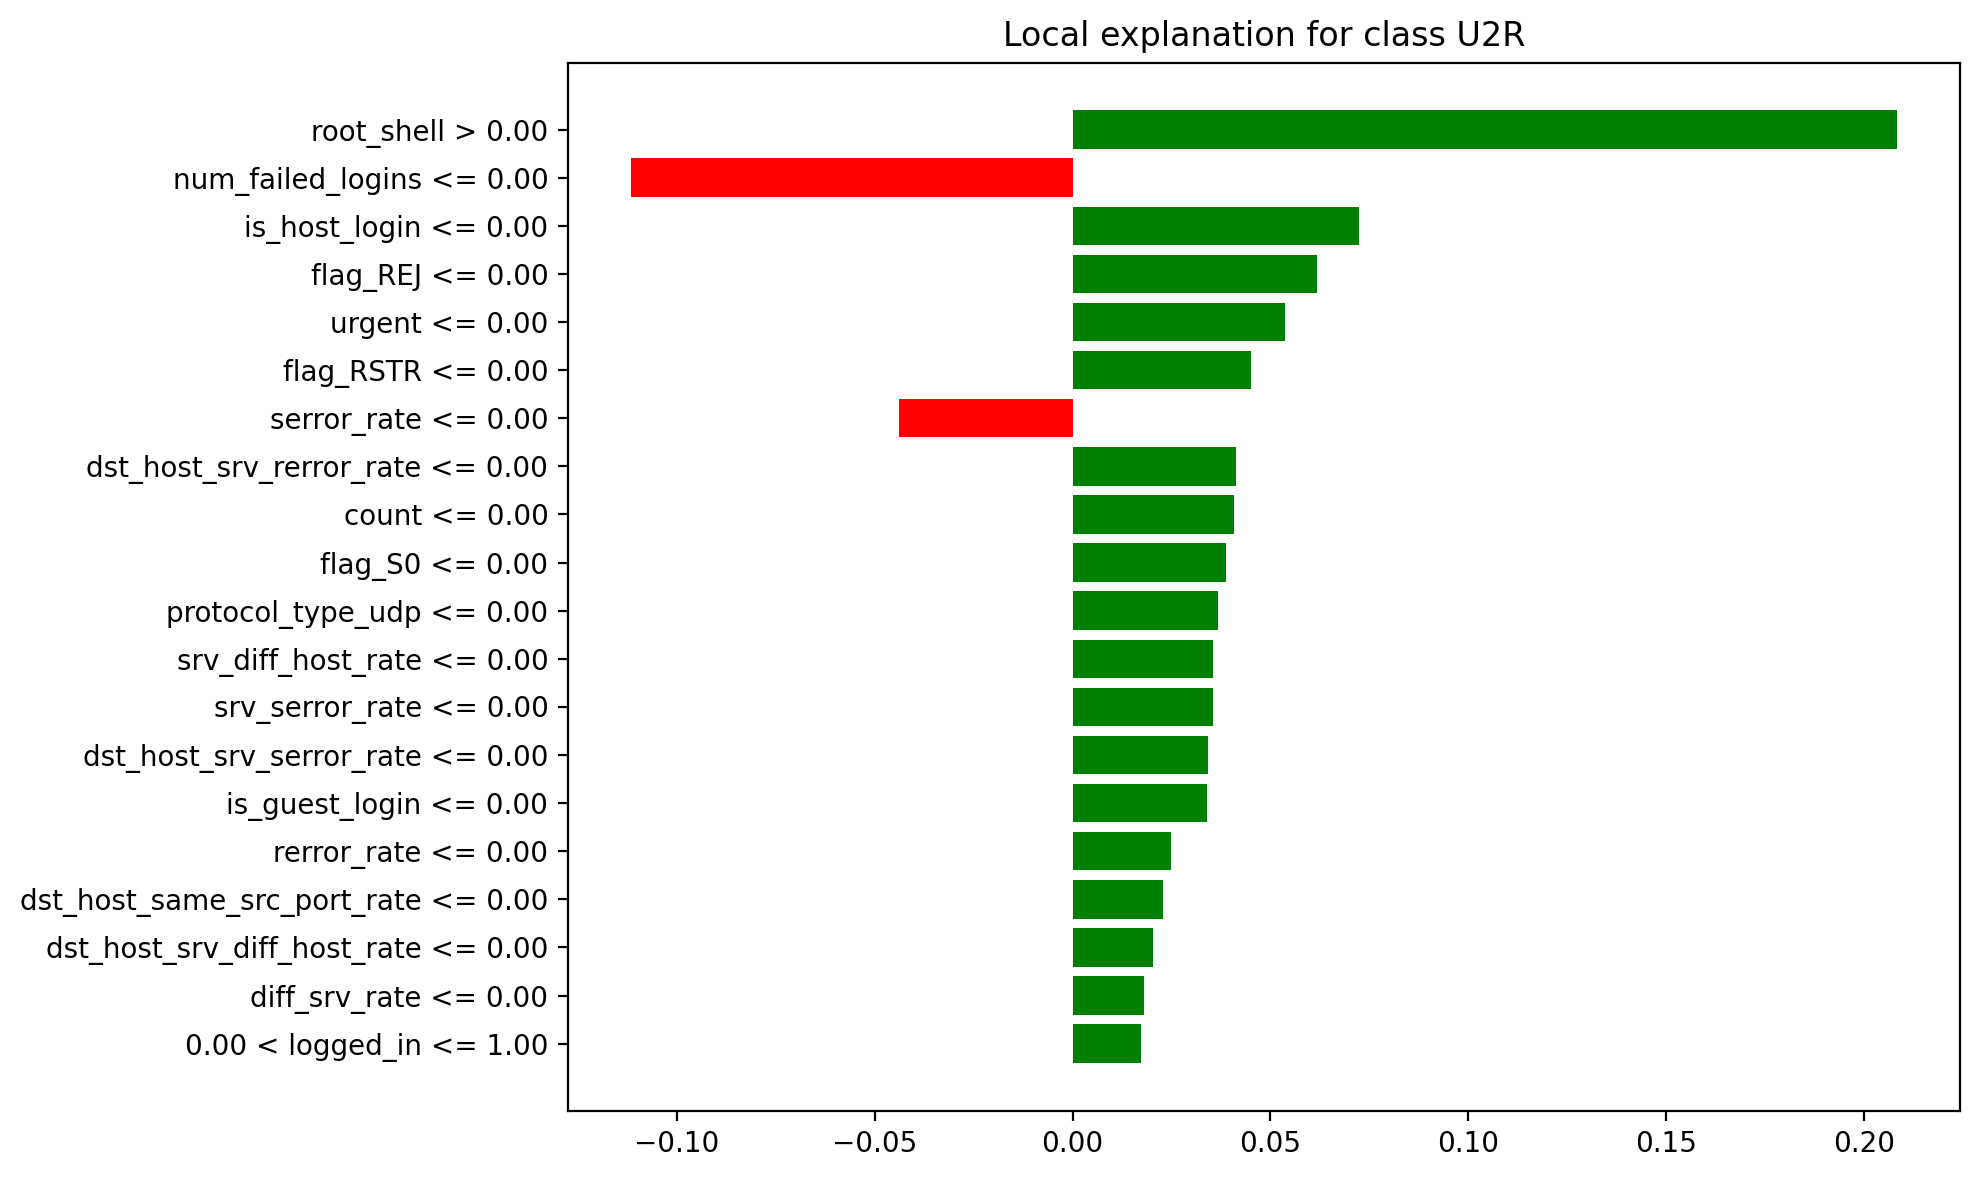 Local explanation for class U2R
root_shell > 0.00
num_failed_logins <= 0.00
is_host_login <= 0.00
flag_REJ <= 0.00
urgent <= 0.00
flag_RSTR <= 0.00
serror_rate <= 0.00
dst_host_srv_rerror_rate <= 0.00
count <= 0.00
flag_S0 <= 0.00
protocol_type_udp <= 0.00
srv_diff_host_rate <= 0.00
srv_serror_rate <= 0.00
dst_host_srv_serror_rate <= 0.00
is_guest_login <= 0.00
rerror_rate <= 0.00
dst_host_same_src_port_rate <= 0.00
dst_host_srv_diff_host_rate <= 0.00
diff_srv_rate <= 0.00
0.00 < logged_in <= 1.00
−0.10 −0.05 0.00 0.05 0.10 0.15 0.20